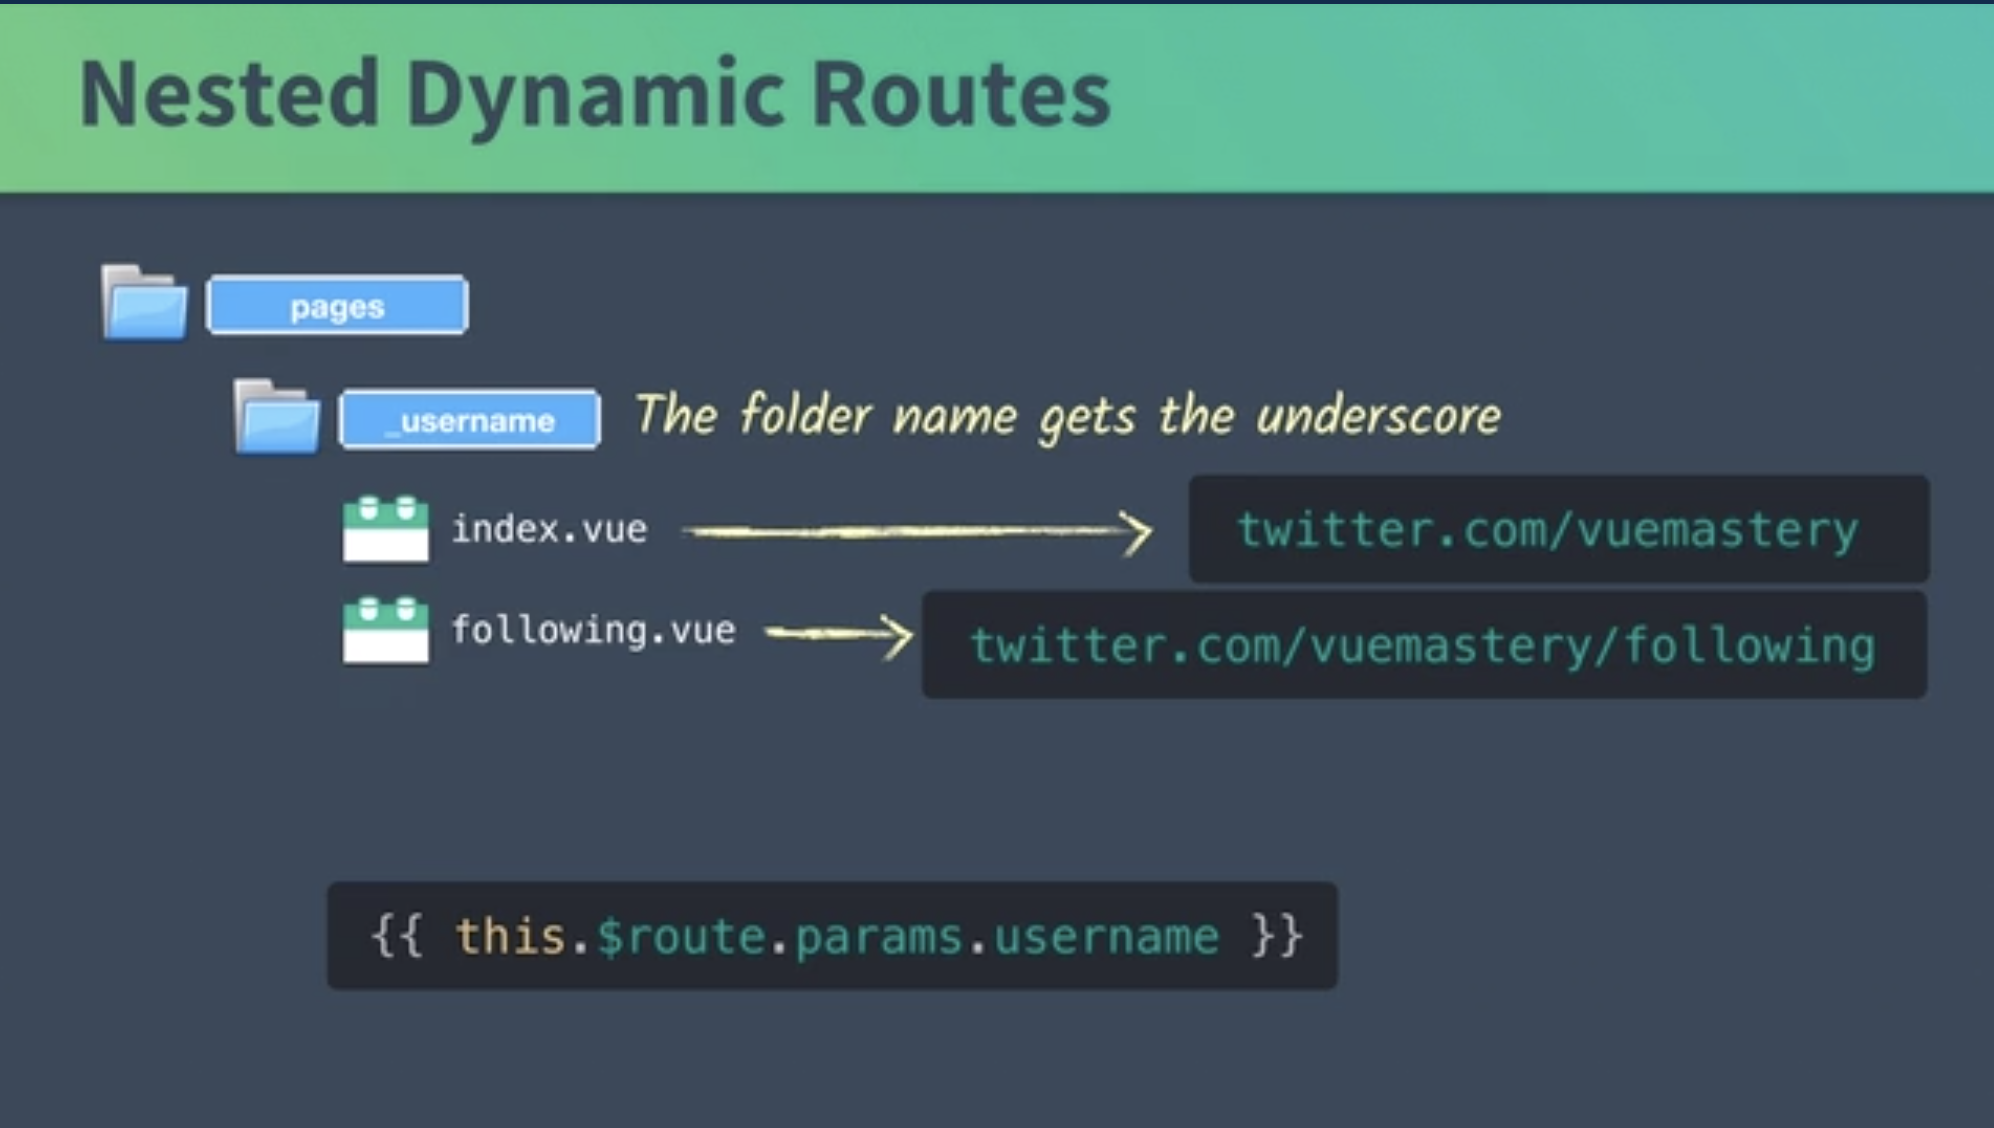 Nested Dynamic Routes
pages
_username The folder name gets the underscore
index.vue twitter.com/vuemastery
following.vue twitter.com/vuemastery/following
{{ this.$route.params.username }}